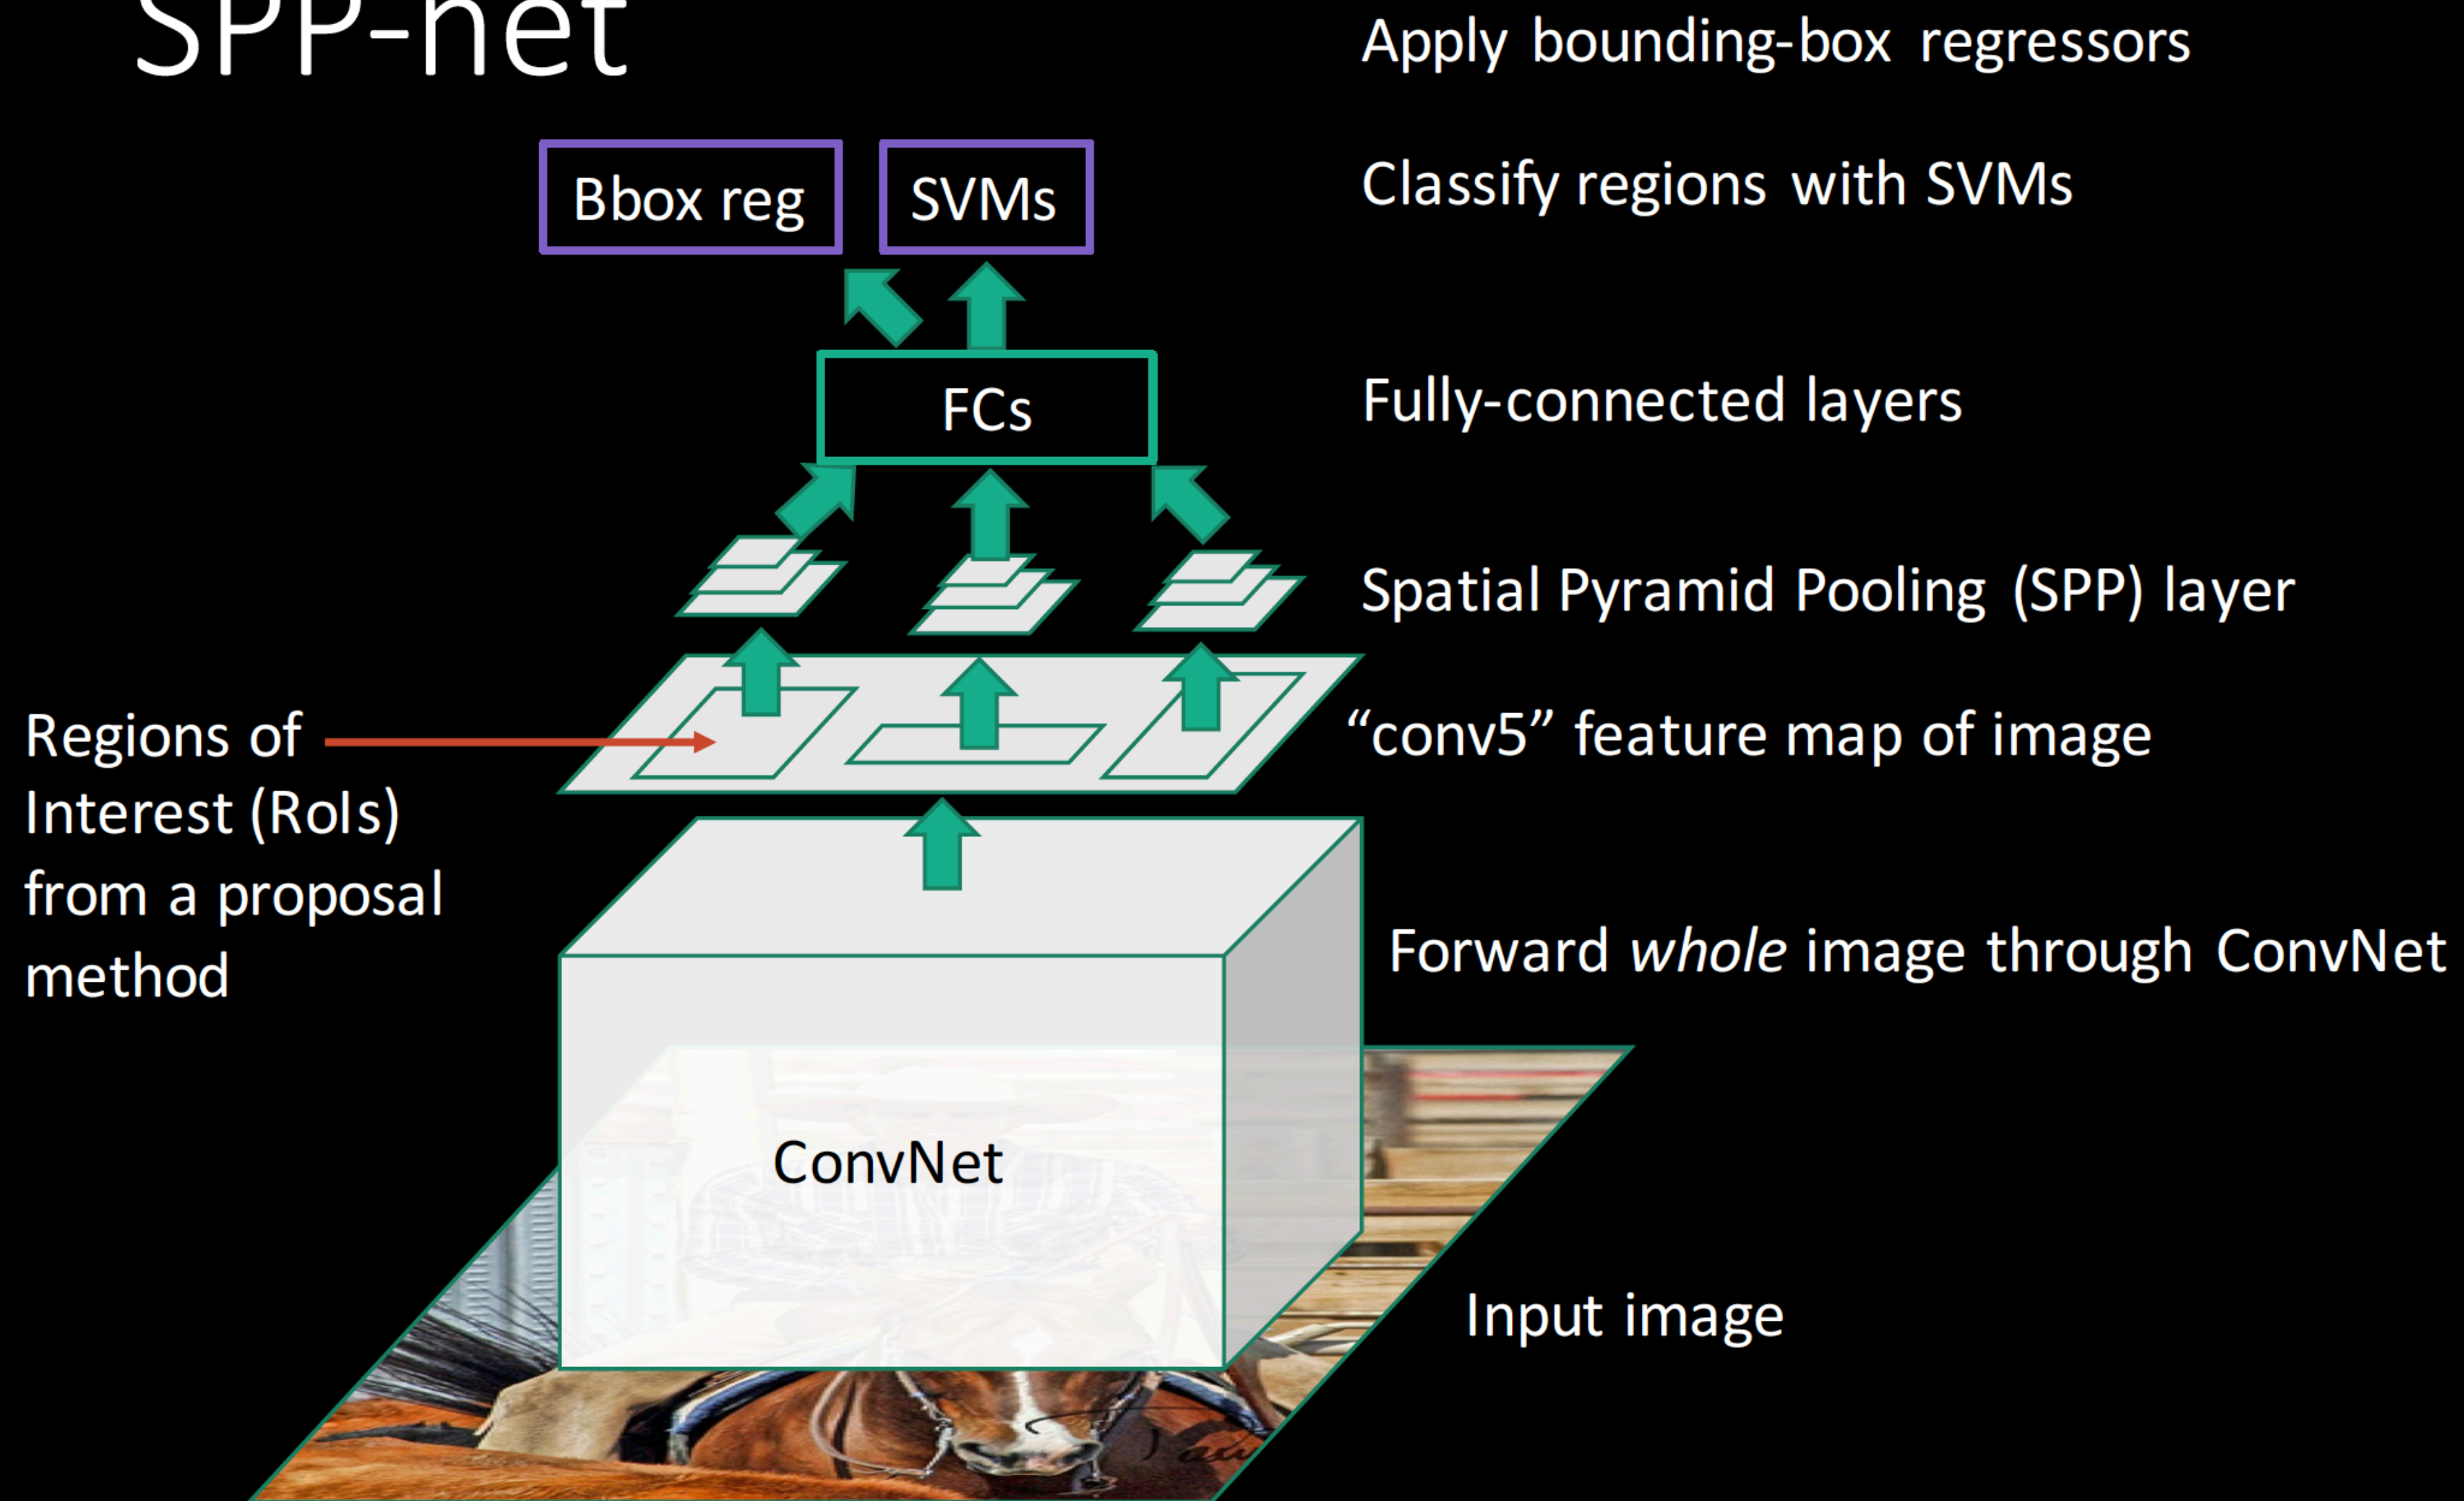 SPP-net
Apply bounding-box regressors
Bbox reg
SVMs
Classify regions with SVMs
FCs
Fully-connected layers
Spatial Pyramid Pooling (SPP) layer
Regions of
Interest (RoIs)
from a proposal
method
“conv5” feature map of image
Forward whole image through ConvNet
ConvNet
Input image